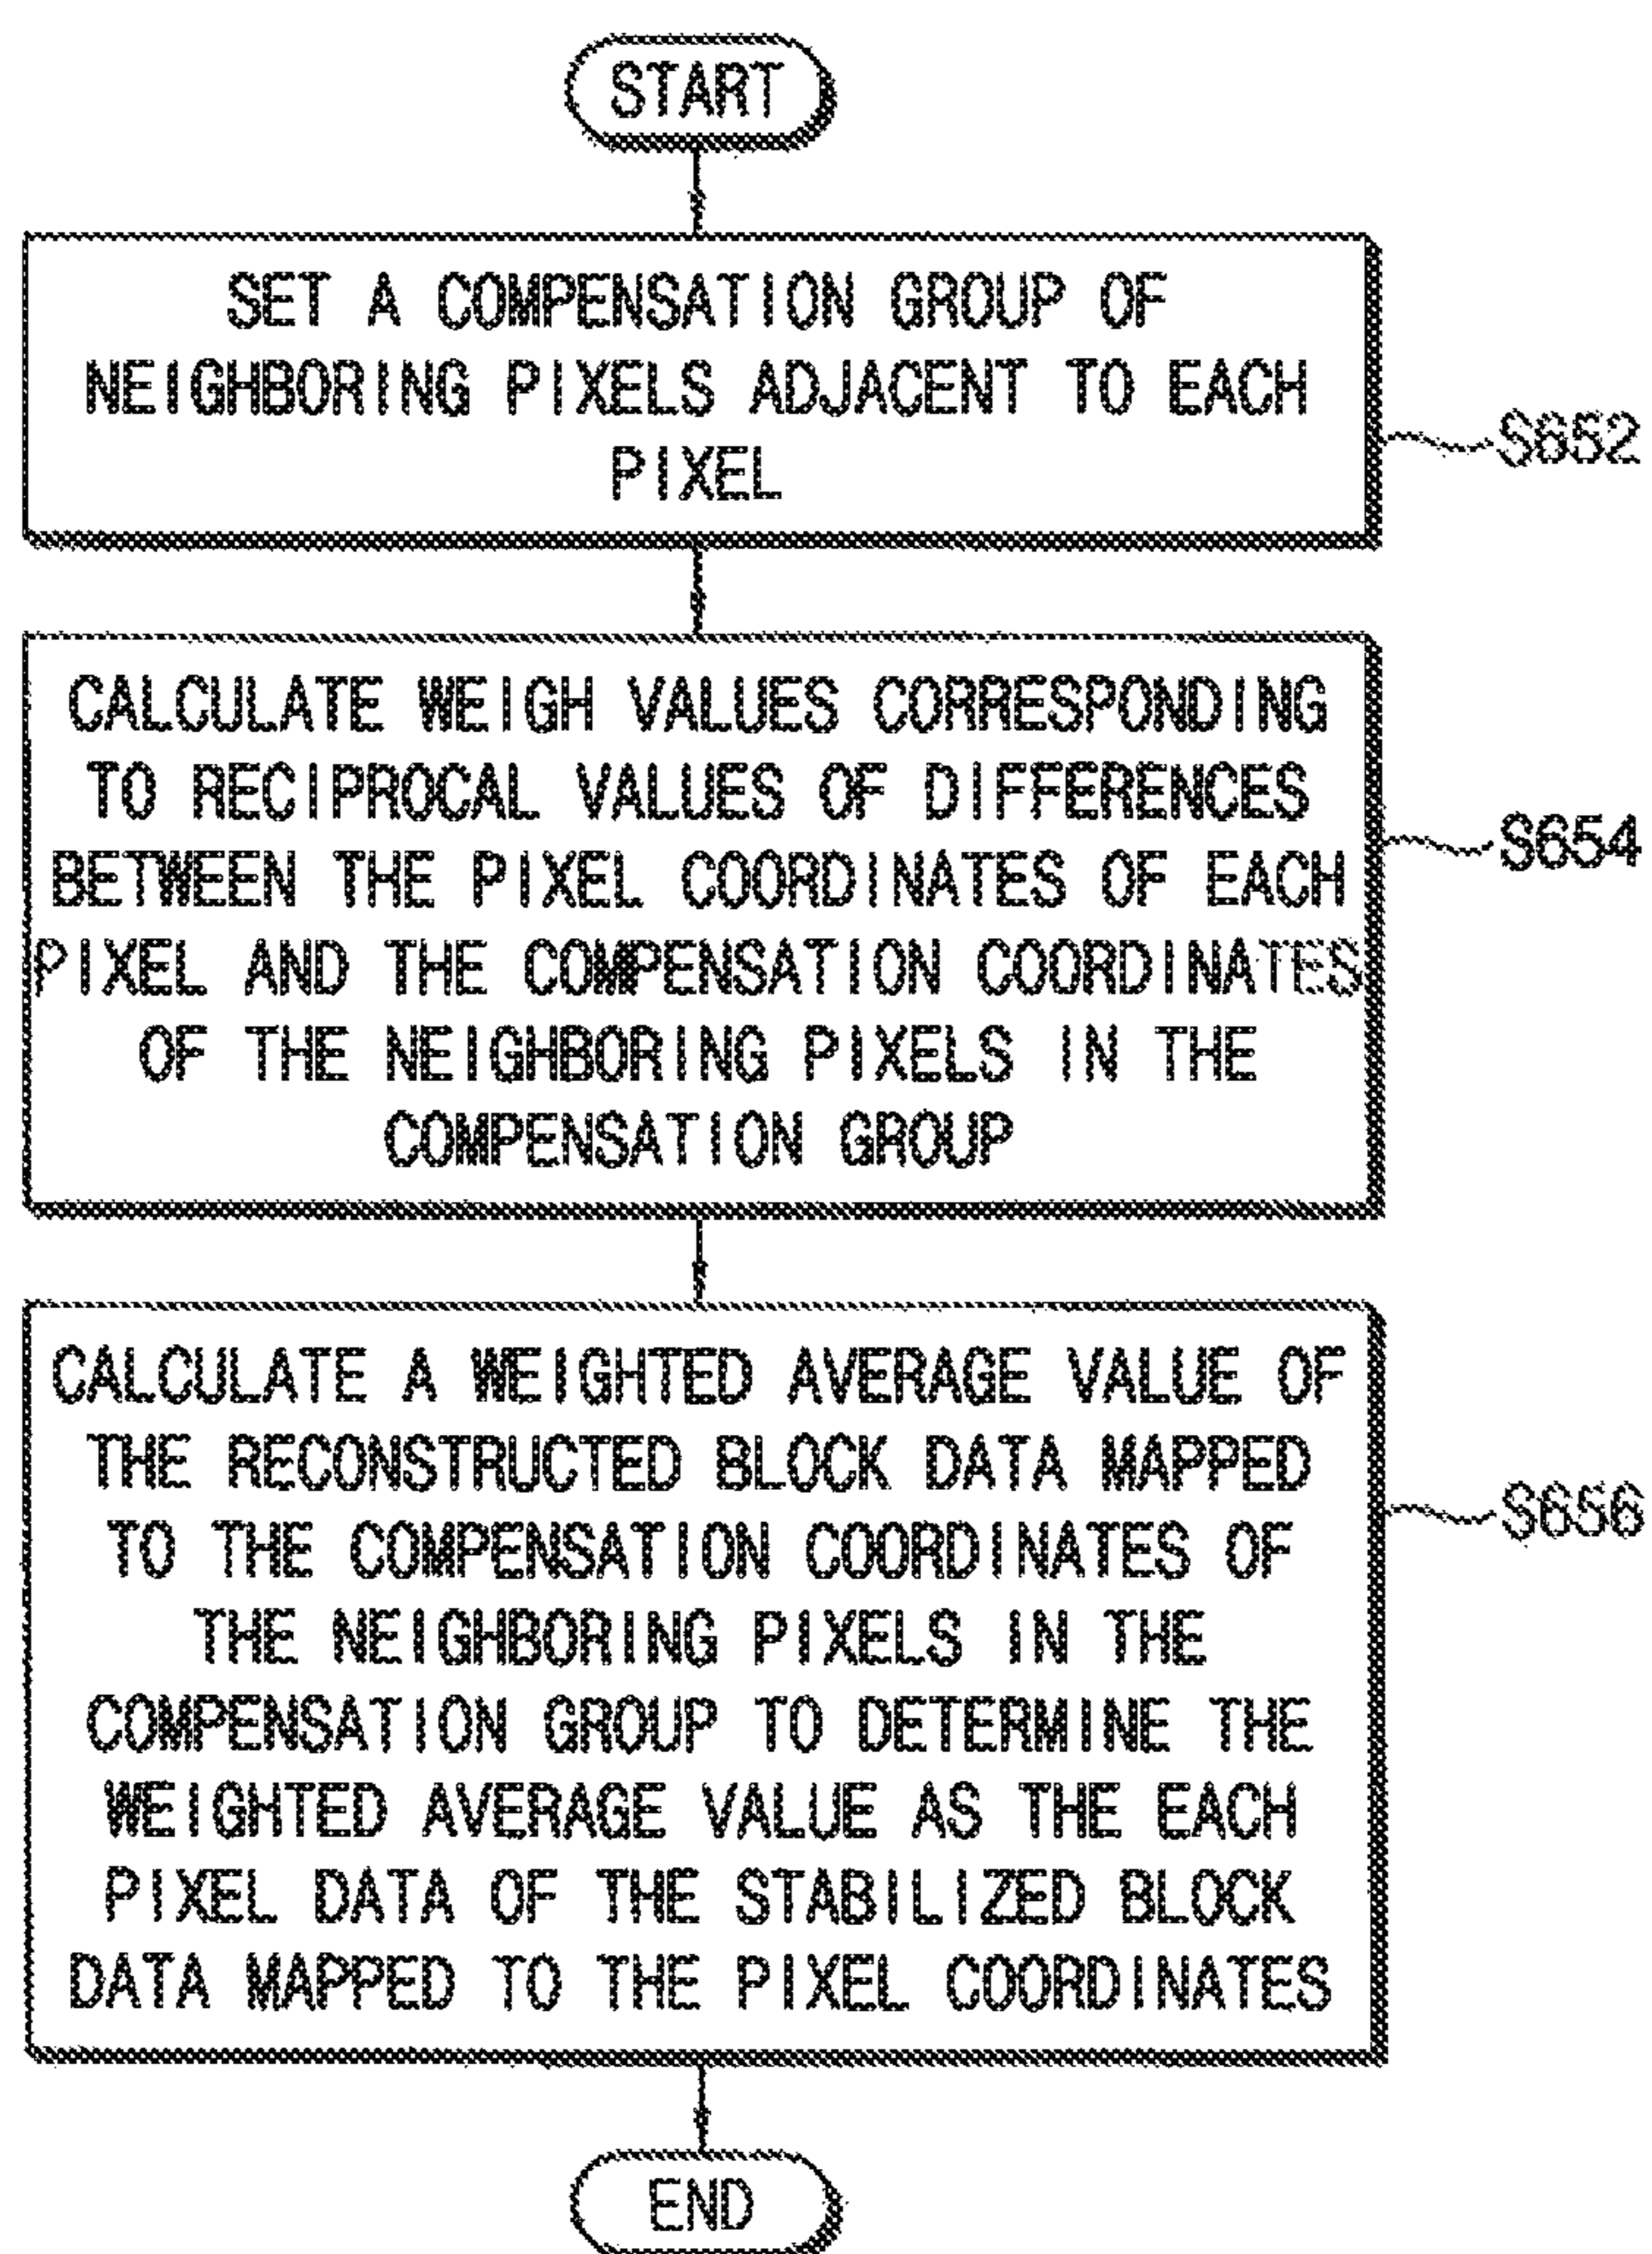 START
SET A COMPENSATION GROUP OF
NEIGHBORING PIXELS ADJACENT TO EACH
PIXEL
S652
CALCULATE WEIGH VALUES CORRESPONDING
TO RECIPROCAL VALUES OF DIFFERENCES
BETWEEN THE PIXEL COORDINATES OF EACH
PIXEL AND THE COMPENSATION COORDINATES
OF THE NEIGHBORING PIXELS IN THE
COMPENSATION GROUP
S654
CALCULATE A WEIGHTED AVERAGE VALUE OF
THE RECONSTRUCTED BLOCK DATA MAPPED
TO THE COMPENSATION COORDINATES OF
THE NEIGHBORING PIXELS IN THE
COMPENSATION GROUP TO DETERMINE THE
WEIGHTED AVERAGE VALUE AS THE EACH
PIXEL DATA OF THE STABILIZED BLOCK
DATA MAPPED TO THE PIXEL COORDINATES
S656
END